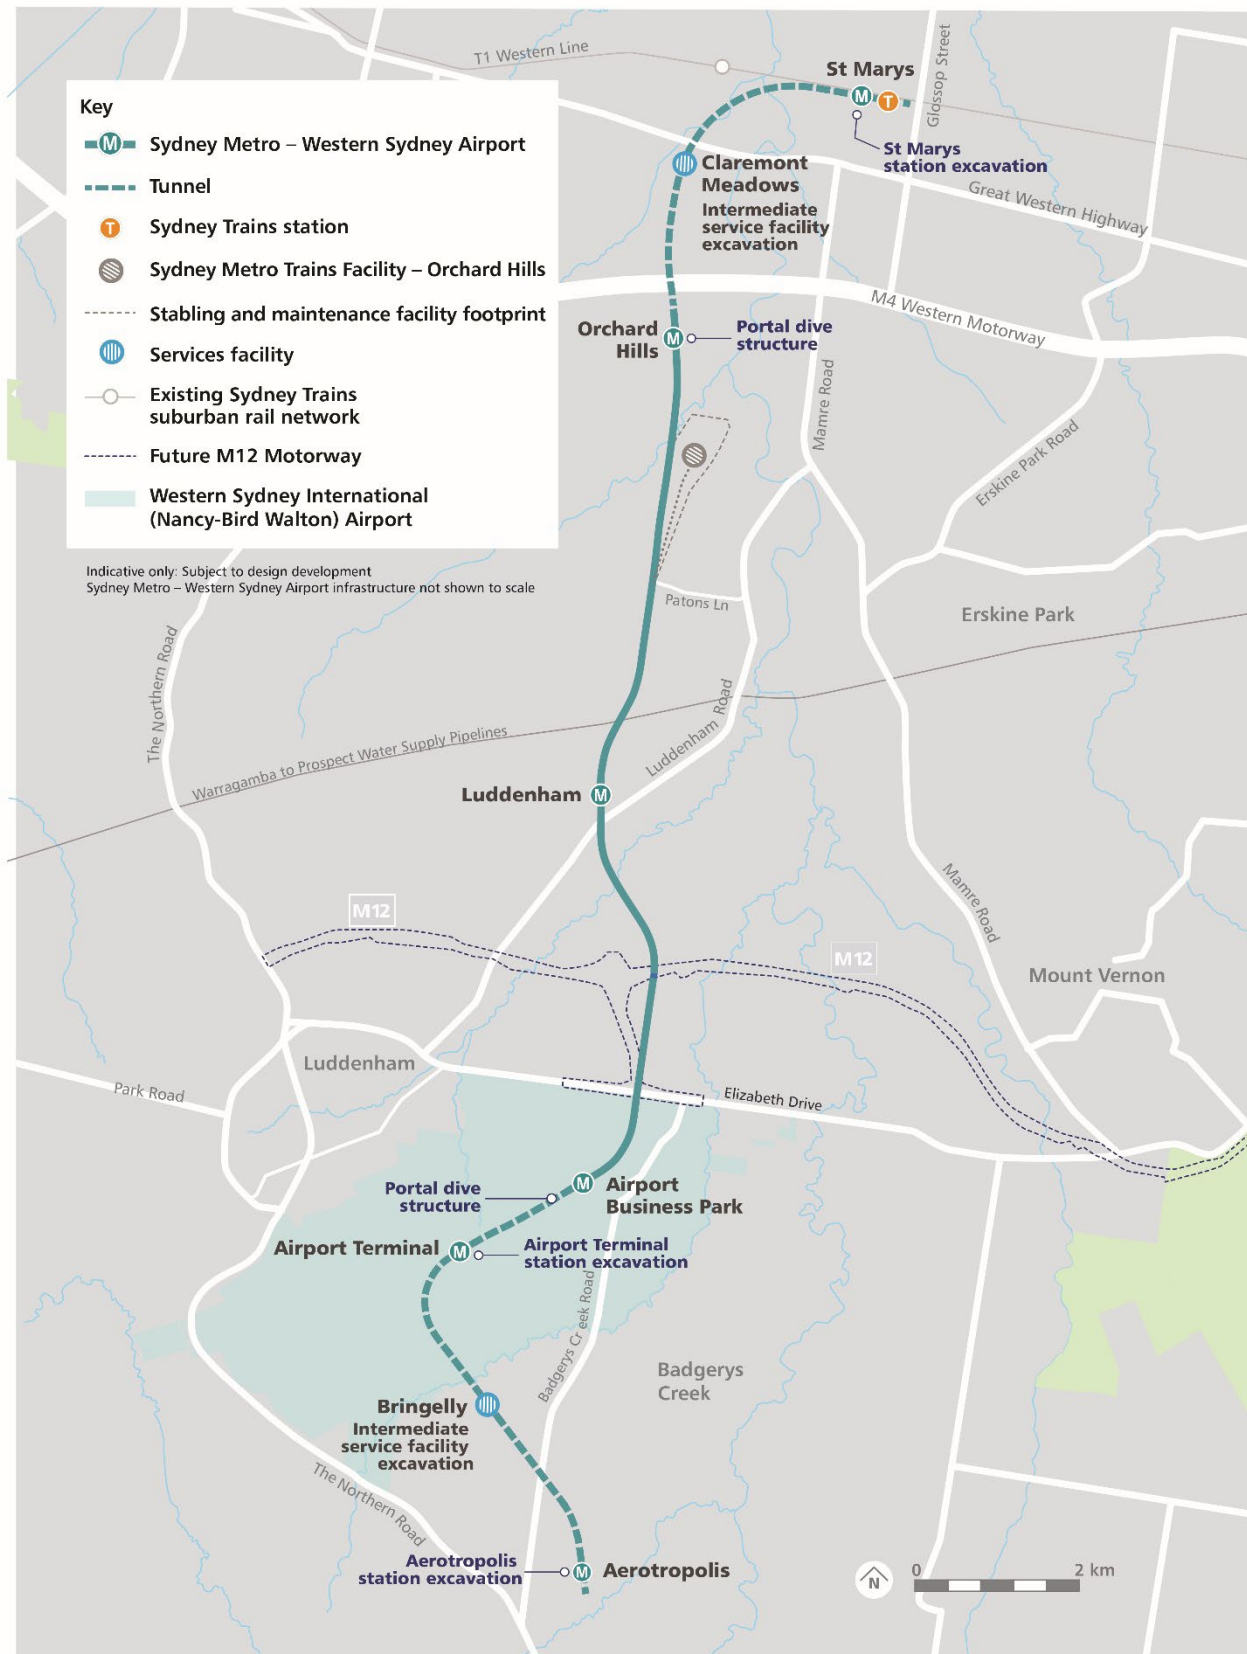 T1 Western Line
St Marys
Glossop Street
M
T
Key
M
Sydney Metro – Western Sydney Airport
Tunnel
T
Sydney Trains station
Sydney Metro Trains Facility – Orchard Hills
Stabling and maintenance facility footprint
Services facility
Existing Sydney Trains
suburban rail network
Future M12 Motorway
Western Sydney International
(Nancy-Bird Walton) Airport
Indicative only: Subject to design development
Sydney Metro – Western Sydney Airport infrastructure not shown to scale
St Marys
station excavation
Claremont
Meadows
Intermediate
service facility
excavation
Great Western Highway
M4 Western Motorway
Orchard
Hills
M
Portal dive
structure
Mamre Road
Erskine Park Road
Patons Ln
Erskine Park
The Northern Road
Warragamba to Prospect Water Supply Pipelines
Luddenham Road
Luddenham
M
Mamre Road
M12
M12
Mount Vernon
Luddenham
Park Road
Elizabeth Drive
Portal dive
structure
M
Airport
Business Park
Airport Terminal
M
Airport Terminal
station excavation
Badgerys Cr eek Road
Badgerys
Creek
Bringelly
Intermediate
service facility
excavation
The Northern Road
Aerotropolis
station excavation
M
Aerotropolis
N
0
2 km